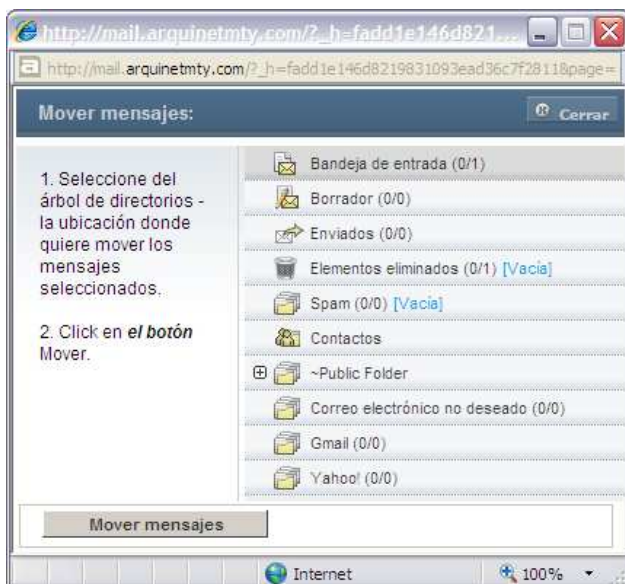 http://mail.arquinetmty.com/?_h=fadd1e146d821...
http://mail.arquinetmty.com/?_h=fadd1e146d8219831093ead36c7f28118page=
Mover mensajes:
Cerrar
1. Seleccione del
árbol de directorios -
la ubicación donde
quiere mover los
mensajes
seleccionados.
2. Click en el botón
Mover.
Bandeja de entrada (0/1)
Borrador (0/0)
Enviados (0/0)
Elementos eliminados (0/1) [Vacía]
Spam (0/0) [Vacía]
Contactos
~Public Folder
Correo electrónico no deseado (0/0)
Gmail (0/0)
Yahoo! (0/0)
Mover mensajes
Internet
100%